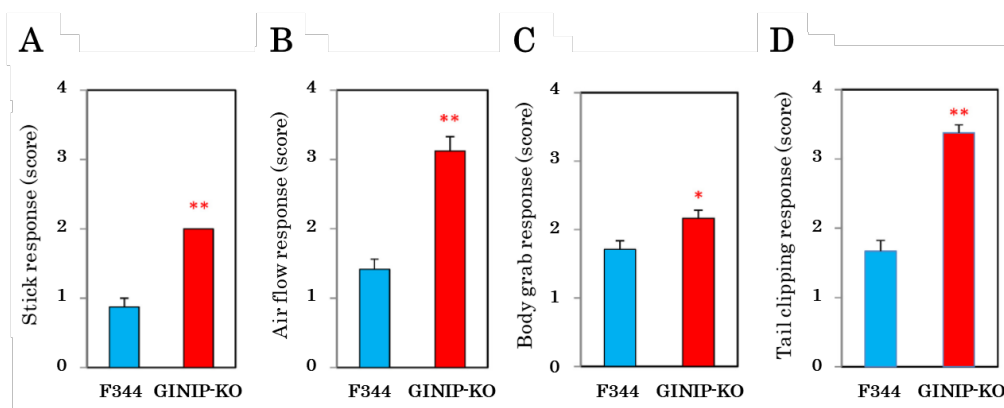 A
Stick response (score)
4
3
2
1
0
**
F344 GINIP-KO
B
Air flow response (score)
4
3
2
1
0
**
F344 GINIP-KO
C
Body grab response (score)
4
3
2
1
0
*
F344 GINIP-KO
D
Tail clipping response (score)
4
3
2
1
0
**
F344 GINIP-KO